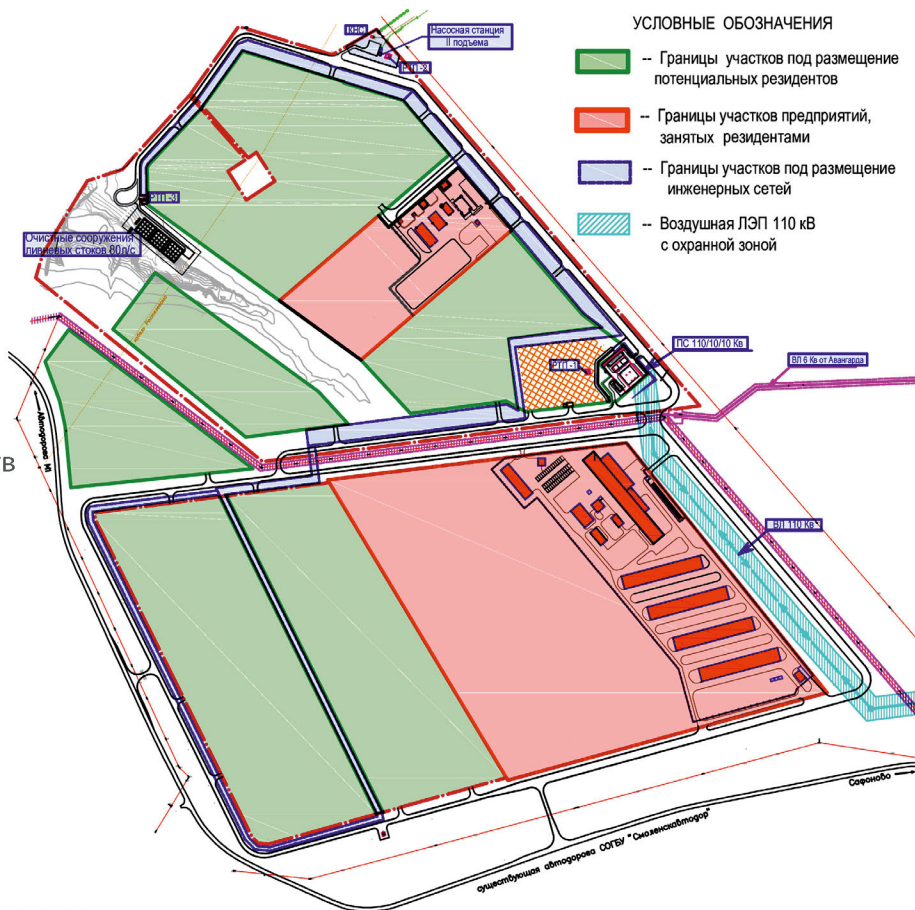 УСЛОВНЫЕ ОБОЗНАЧЕНИЯ
-- Границы участков под размещение
потенциальных резидентов
-- Границы участков предприятий,
занятых резидентами
-- Границы участков под размещение
инженерных сетей
-- Воздушная ЛЭП 110 кВ
с охранной зоной
КНС
Насосная станция
II подъема
РТП-2
РТП-3
Очистные сооружения
ливневых стоков 60л/с
ПС 110/10/10 Кв
РТП-1
ВЛ 6 Кв от Авангарда
Автодорога М
тв
ВЛ 110 Кв
Сафоново
существующая автодорога СОГБУ "Смоленскавтодор"